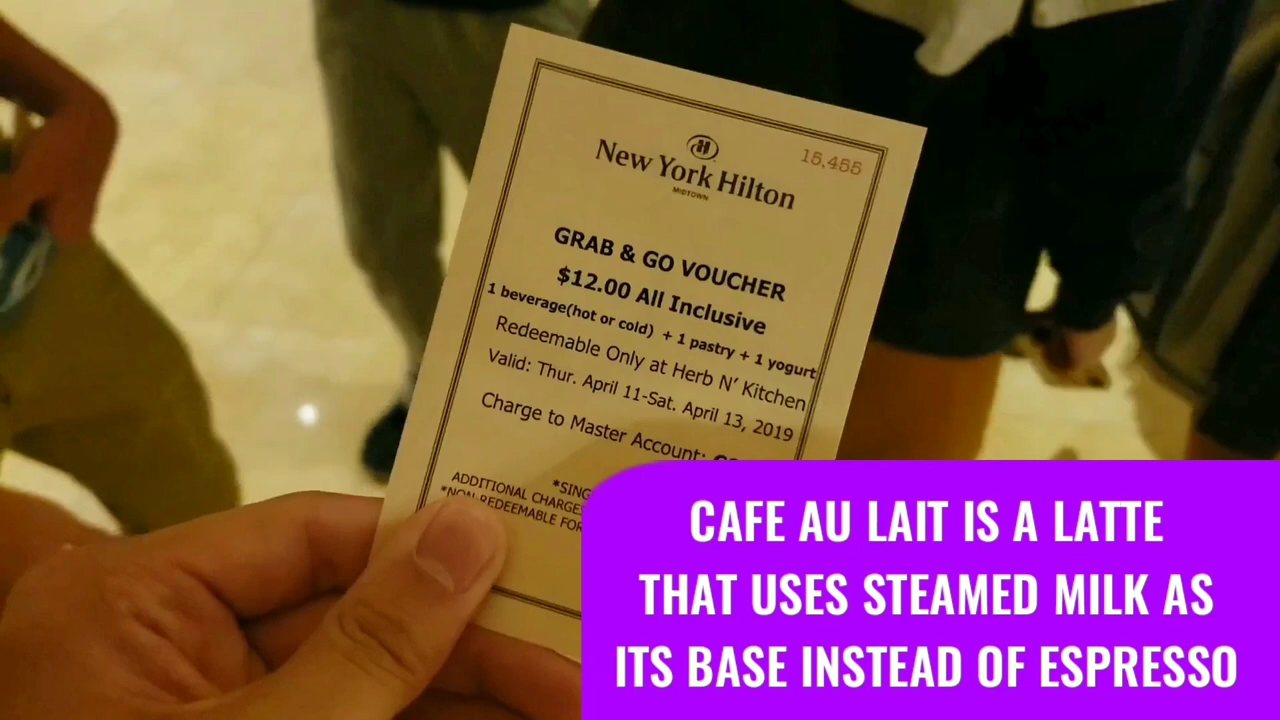 15,455
New York Hilton
MIDTOWN
GRAB & GO VOUCHER
$12.00 All Inclusive
1 beverage(hot or cold) + 1 pastry + 1 yogurt
Redeemable Only at Herb N’ Kitchen
Valid: Thur. April 11-Sat. April 13, 2019
Charge to Master Account:
*SING
ADDITIONAL CHARGES
*NON-REDEEMABLE FOR
CAFE AU LAIT IS A LATTE
THAT USES STEAMED MILK AS
ITS BASE INSTEAD OF ESPRESSO